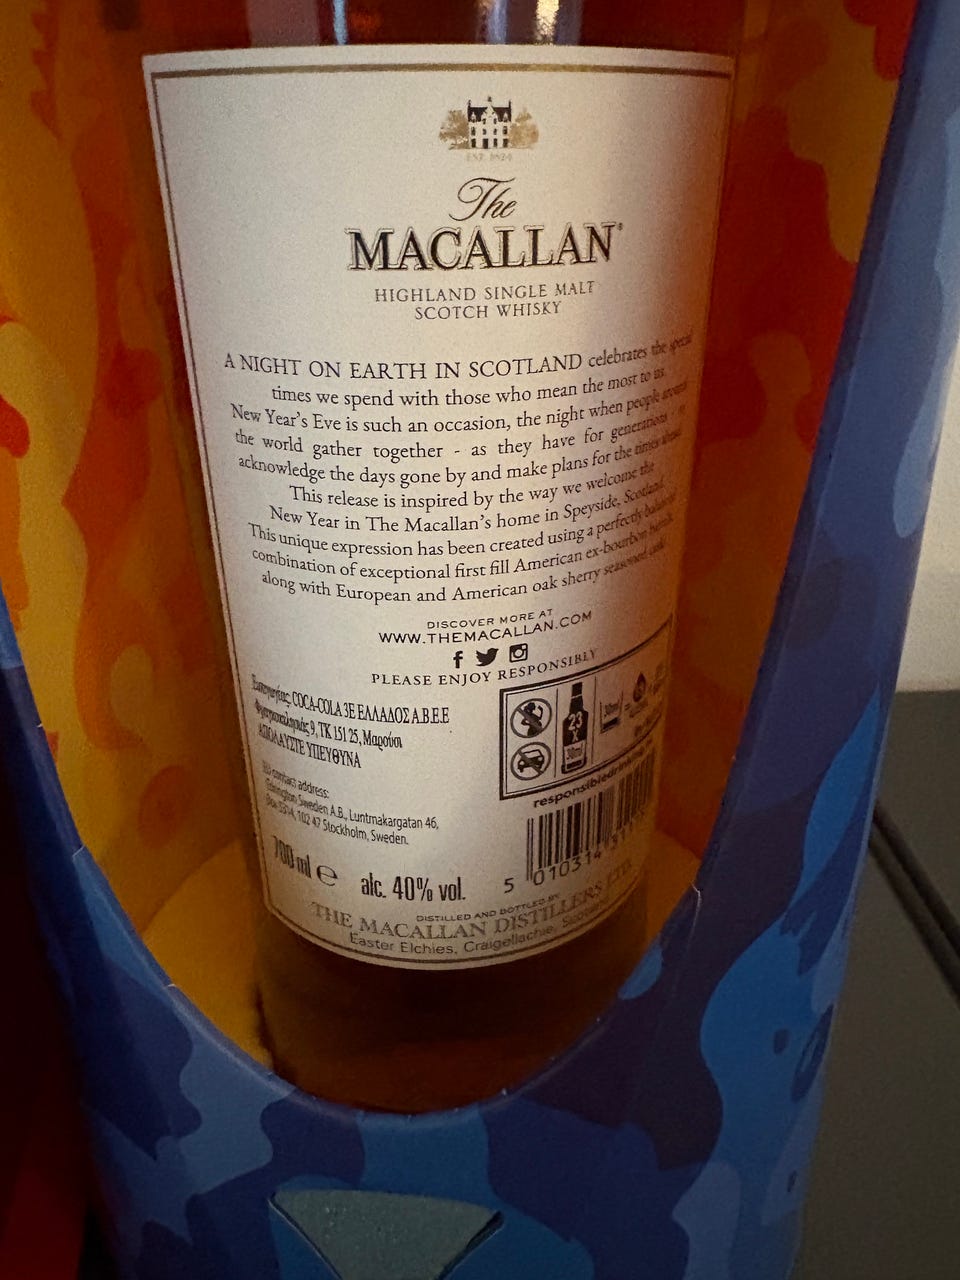 EST. 1824
The
MACALLAN®
HIGHLAND SINGLE MALT
SCOTCH WHISKY
A NIGHT ON EARTH IN SCOTLAND celebrates the special
times we spend with those who mean the most to us.
New Year's Eve is such an occasion, the night when people around
the world gather together - as they have for generations - to
acknowledge the days gone by and make plans for the times ahead.
This release is inspired by the way we welcome the
New Year in The Macallan's home in Speyside, Scotland.
This unique expression has been created using a perfectly balanced
combination of exceptional first fill American ex-bourbon barrels
along with European and American oak sherry seasoned casks.
DISCOVER MORE AT
WWW.THEMACALLAN.COM
PLEASE ENJOY RESPONSIBLY
Εισαγωγέας: COCA-COLA 3E ΕΛΛΑΔΟΣ Α.Β.Ε.Ε
9, ΤΚ 151 25, Μαρούσι
ΑΠΟΛΑΥΣΤΕ ΥΠΕΥΘΥΝΑ
EU contact address:
Edrington Sweden A.B., Luntmakargatan 46,
Box 5314, 102 47 Stockholm, Sweden.
23
30ml
30ml
700 ml e
alc. 40% vol.
5 010314 31
DISTILLED AND BOTTLED BY
THE MACALLAN DISTILLERS LTD.
Easter Elchies, Craigellachie, Scotland